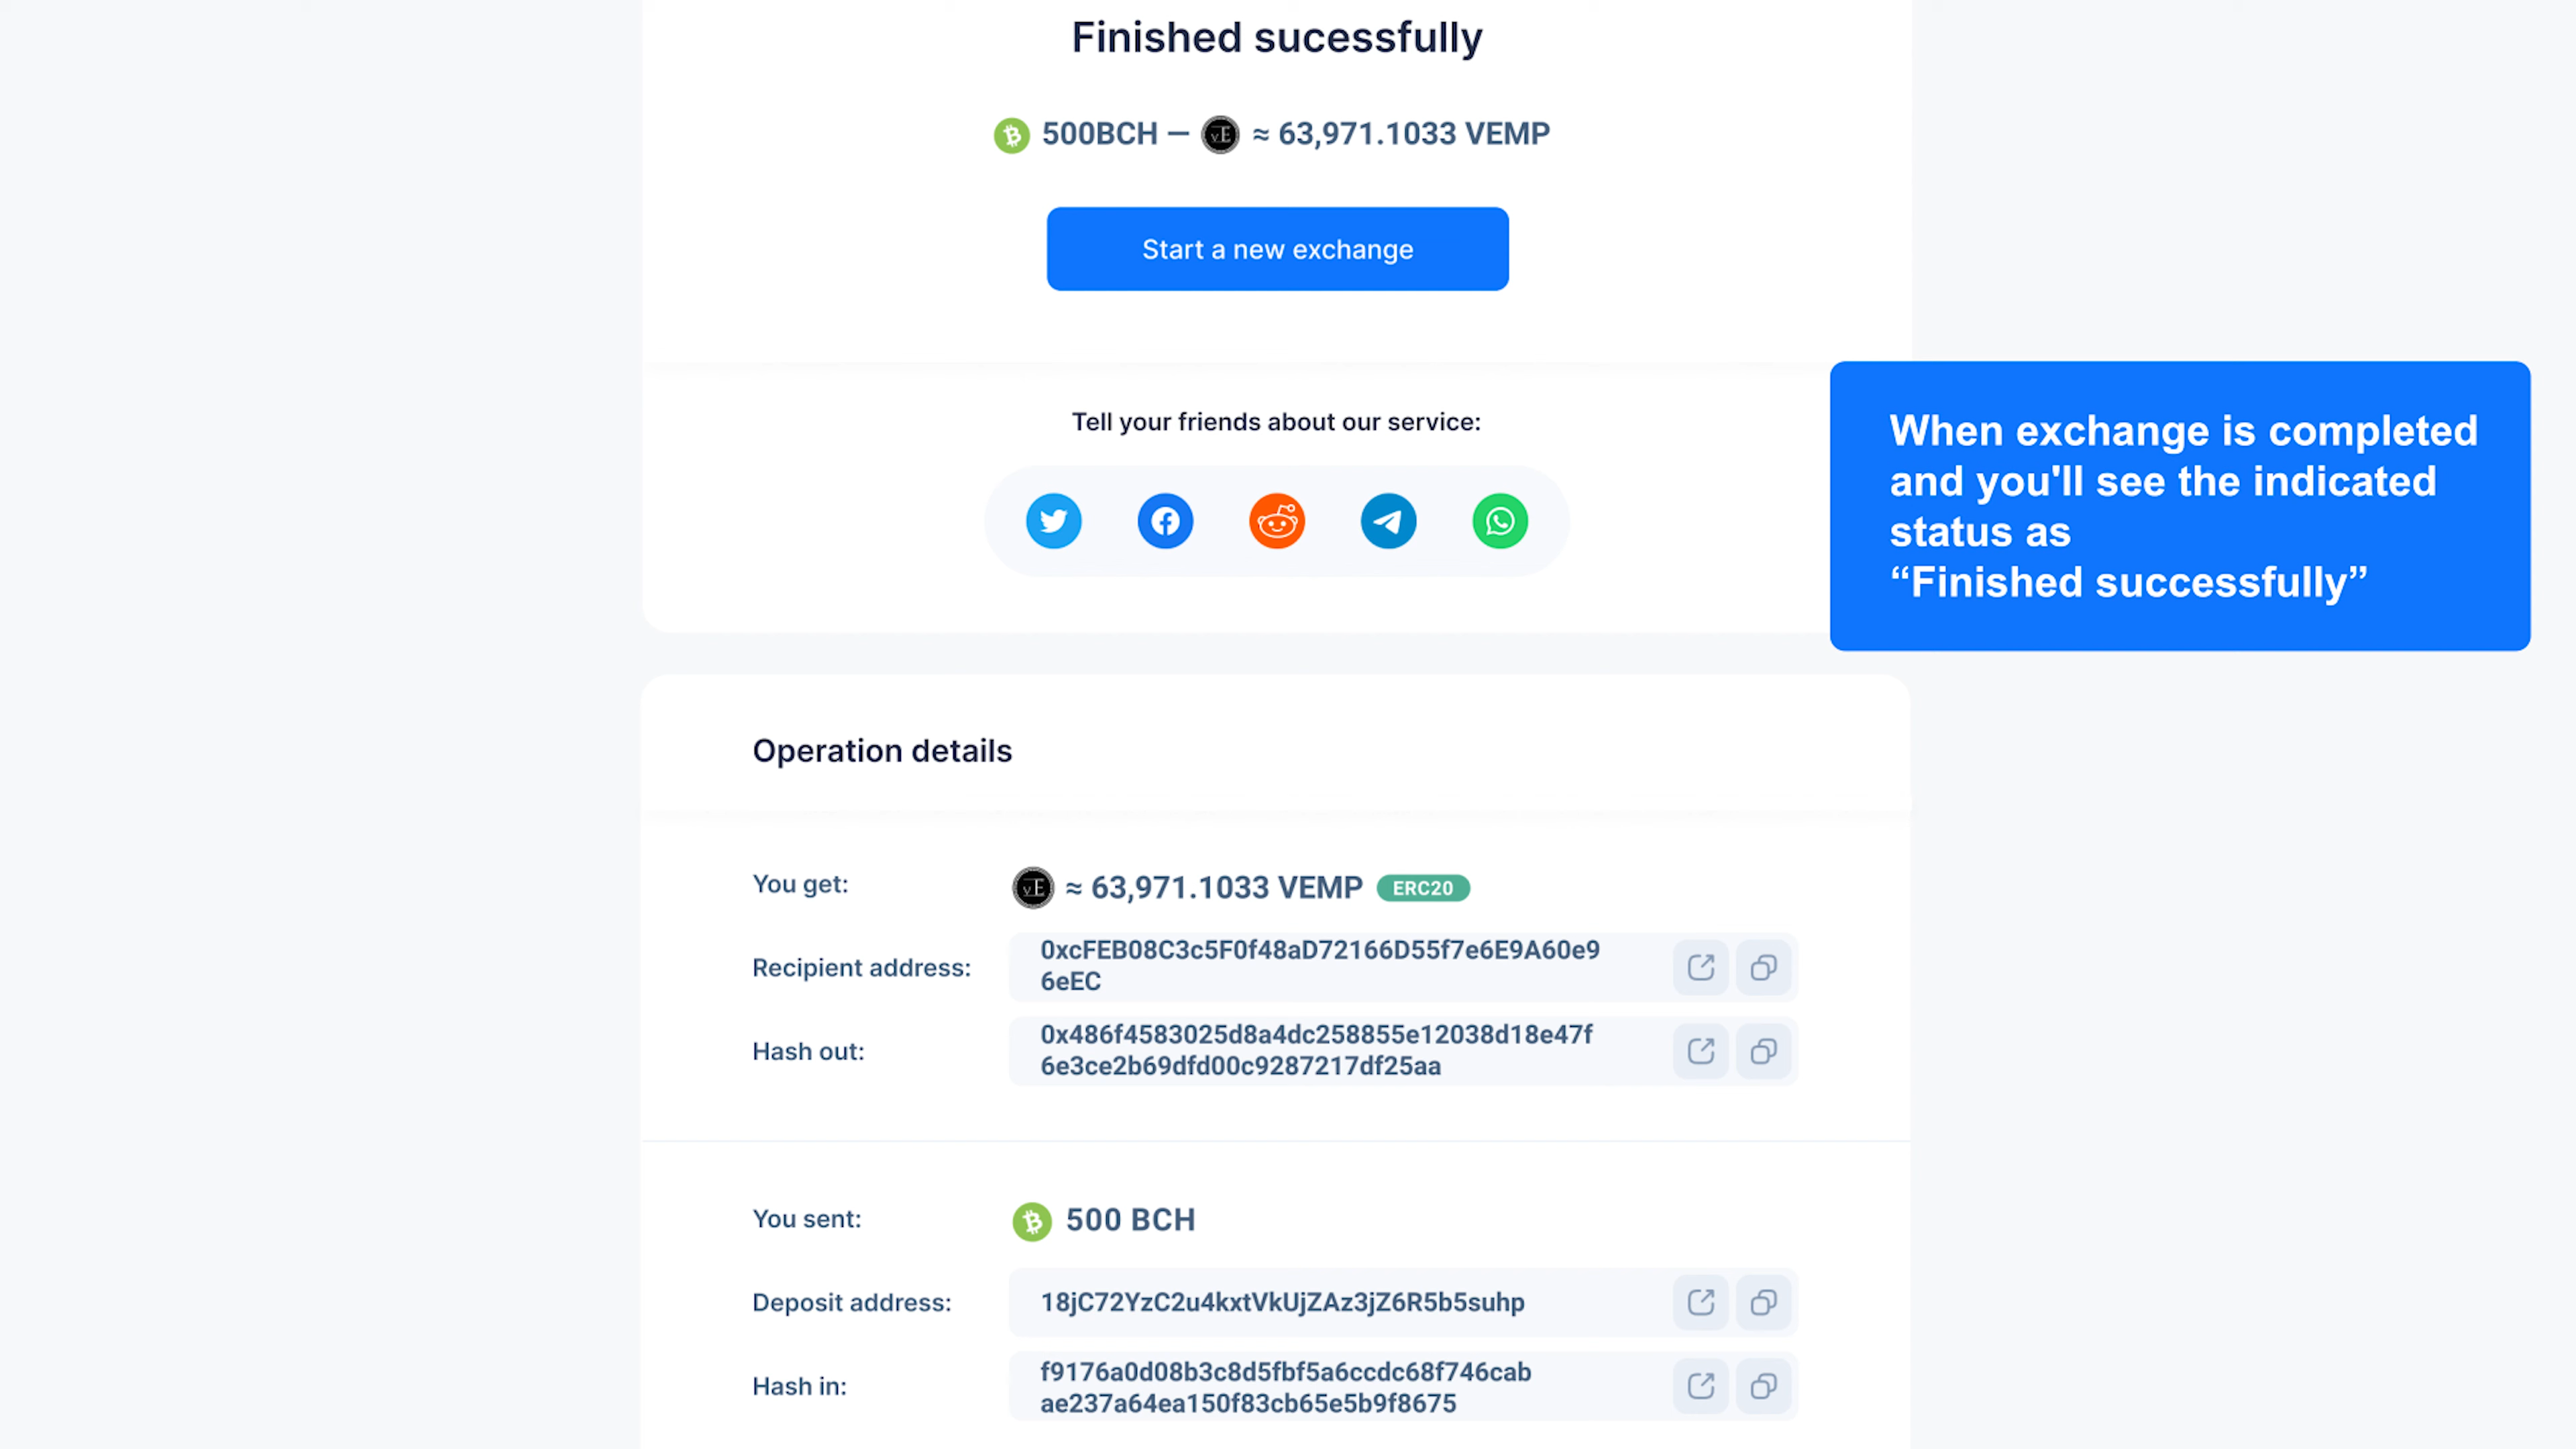 Finished sucessfully
500BCH — ≈ 63,971.1033 VEMP
Start a new exchange
Tell your friends about our service:
When exchange is completed
and you'll see the indicated
status as
“Finished successfully”
Operation details
You get: ≈ 63,971.1033 VEMP ERC20
Recipient address: 0xcFEB08C3c5F0f48aD72166D55f7e6E9A60e9
6eEC
Hash out: 0x486f4583025d8a4dc258855e12038d18e47f
6e3ce2b69dfd00c9287217df25aa
You sent: 500 BCH
Deposit address: 18jC72YzC2u4kxtVkUjZAz3jZ6R5b5suhp
Hash in: f9176a0d08b3c8d5fbf5a6ccdc68f746cab
ae237a64ea150f83cb65e5b9f8675